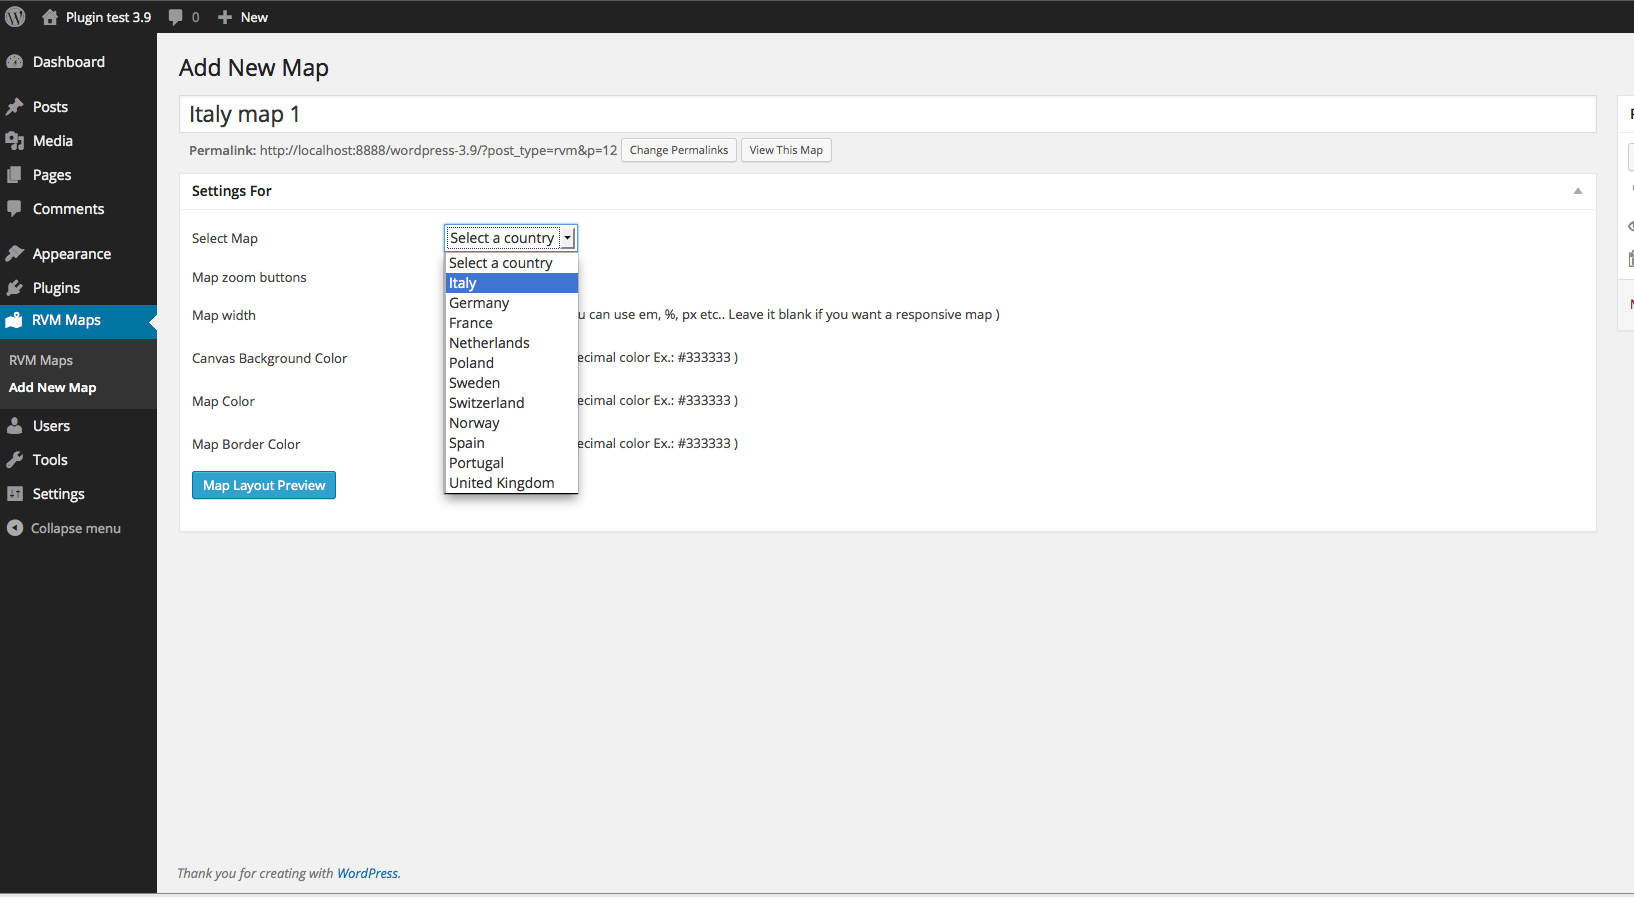 Plugin test 3.9 0 New
Dashboard
Posts
Media
Pages
Comments
Appearance
Plugins
RVM Maps
RVM Maps
Add New Map
Users
Tools
Settings
Collapse menu
Add New Map
Italy map 1
Permalink: http://localhost:8888/wordpress-3.9/?post_type=rvm&p=12 Change Permalinks View This Map
Settings For
Select Map
Select a country
Select a country
Italy
Germany
France
Netherlands
Poland
Sweden
Switzerland
Norway
Spain
Portugal
United Kingdom
Map zoom buttons
Map width
u can use em, %, px etc.. Leave it blank if you want a responsive map )
Canvas Background Color
ecimal color Ex.: #333333 )
Map Color
ecimal color Ex.: #333333 )
Map Border Color
ecimal color Ex.: #333333 )
Map Layout Preview
Thank you for creating with WordPress.